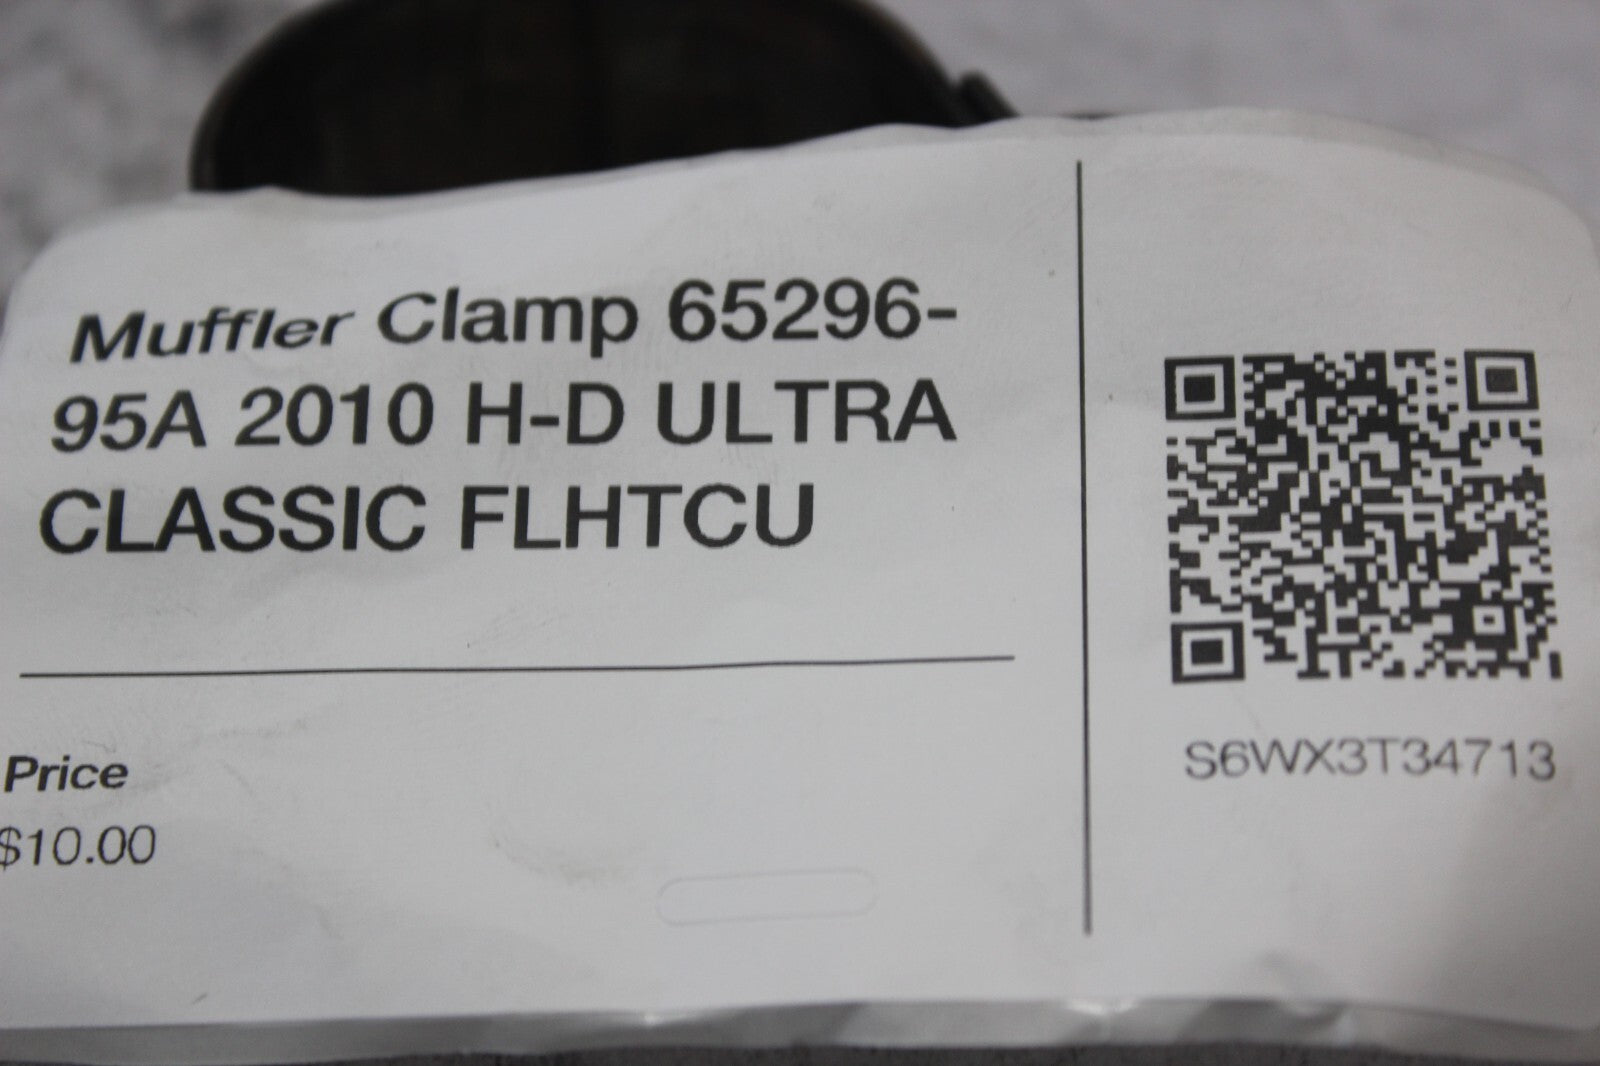 Muffler Clamp 65296-
95A 2010 H-D ULTRA
CLASSIC FLHTCU
Price
$10.00
S6WX3T34713